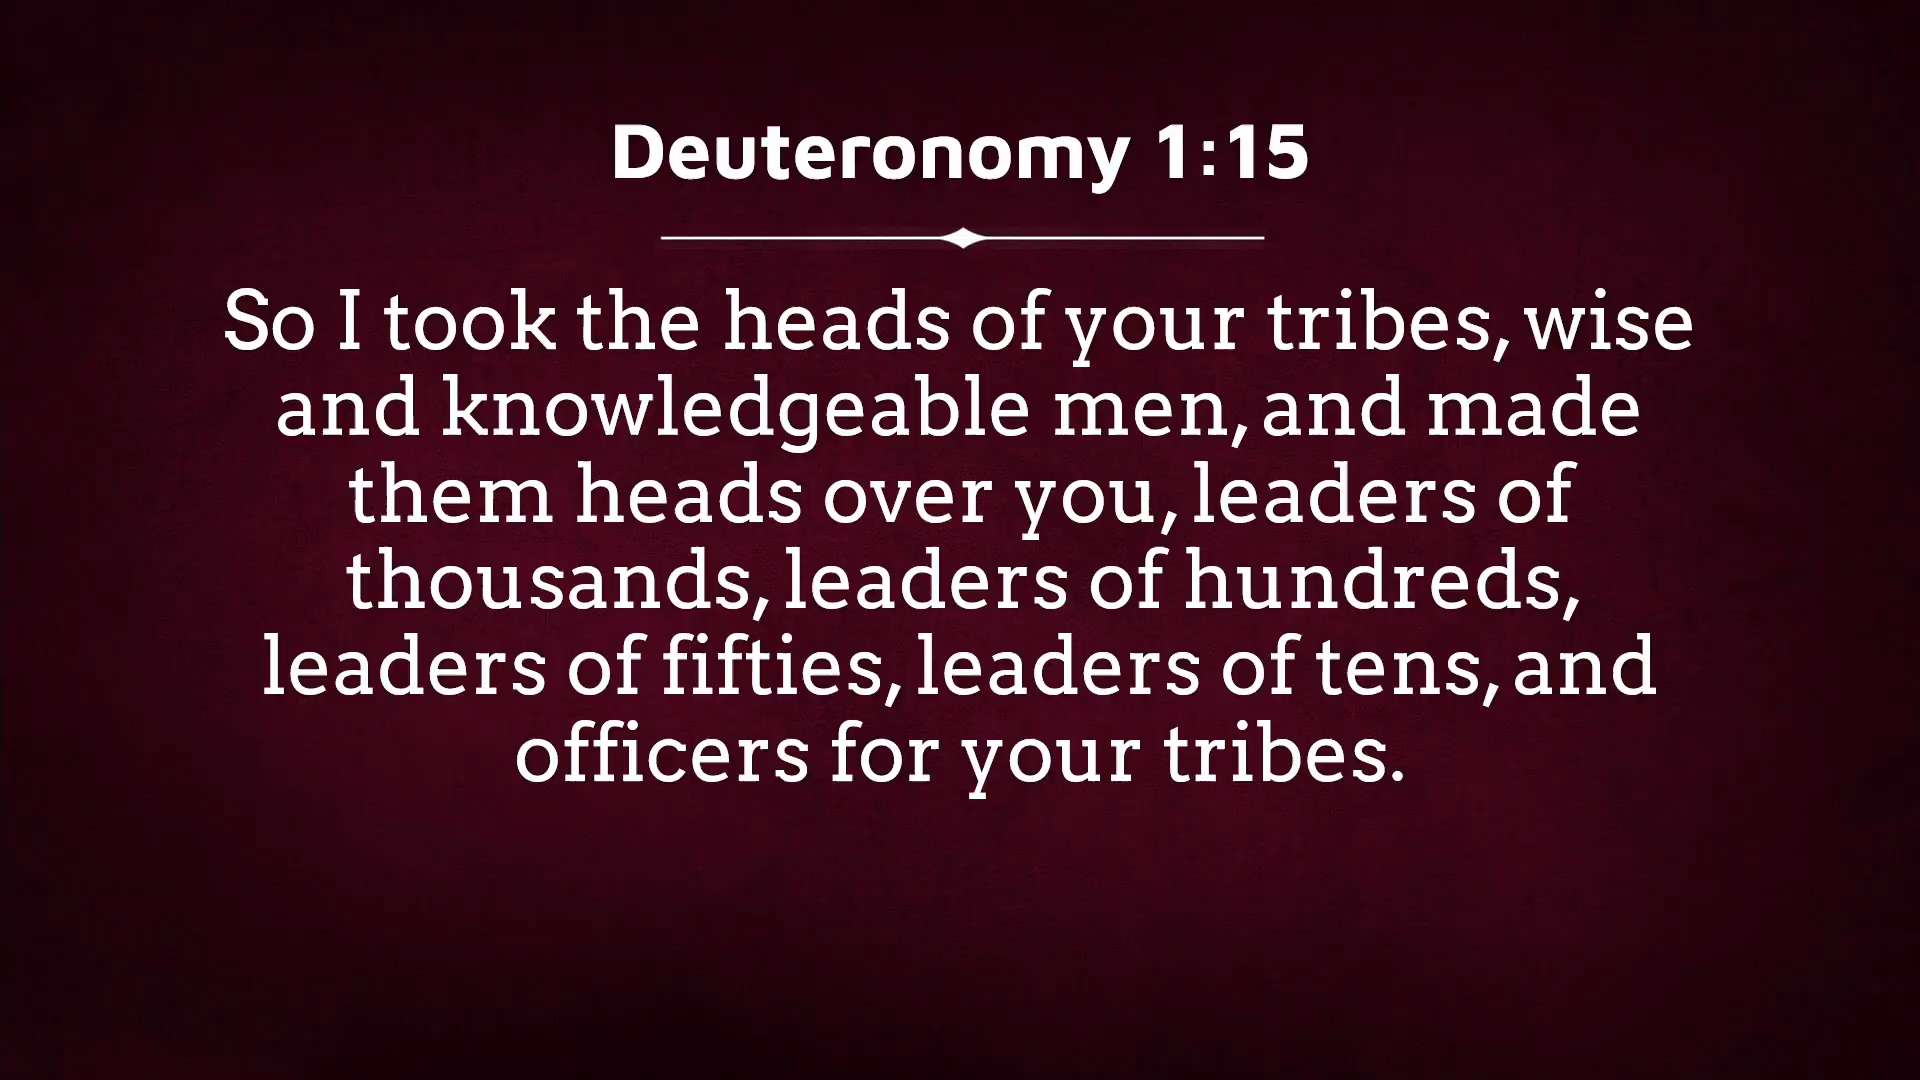 Deuteronomy 1:15
So I took the heads of your tribes, wise
and knowledgeable men, and made
them heads over you, leaders of
thousands, leaders of hundreds,
leaders of fifties, leaders of tens, and
officers for your tribes.